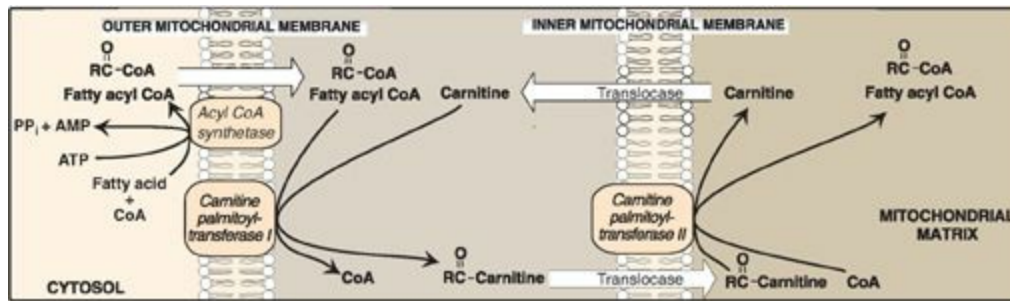 OUTER MITOCHONDRIAL MEMBRANE
INNER MITOCHONDRIAL MEMBRANE
O
RC-CoA
Fatty acyl CoA
O
RC-CoA
Fatty acyl CoA
Carnitine
Translocase
Carnitine
O
RC-CoA
Fatty acyl CoA
PPi + AMP
ATP
Fatty acid
+
CoA
Acyl CoA
synthetase
Carnitine
palmitoyl-
transferase I
Carnitine
palmitoyl-
transferase II
MITOCHONDRIAL
MATRIX
CoA
O
RC-Carnitine
Translocase
O
RC-Carnitine
CoA
CYTOSOL